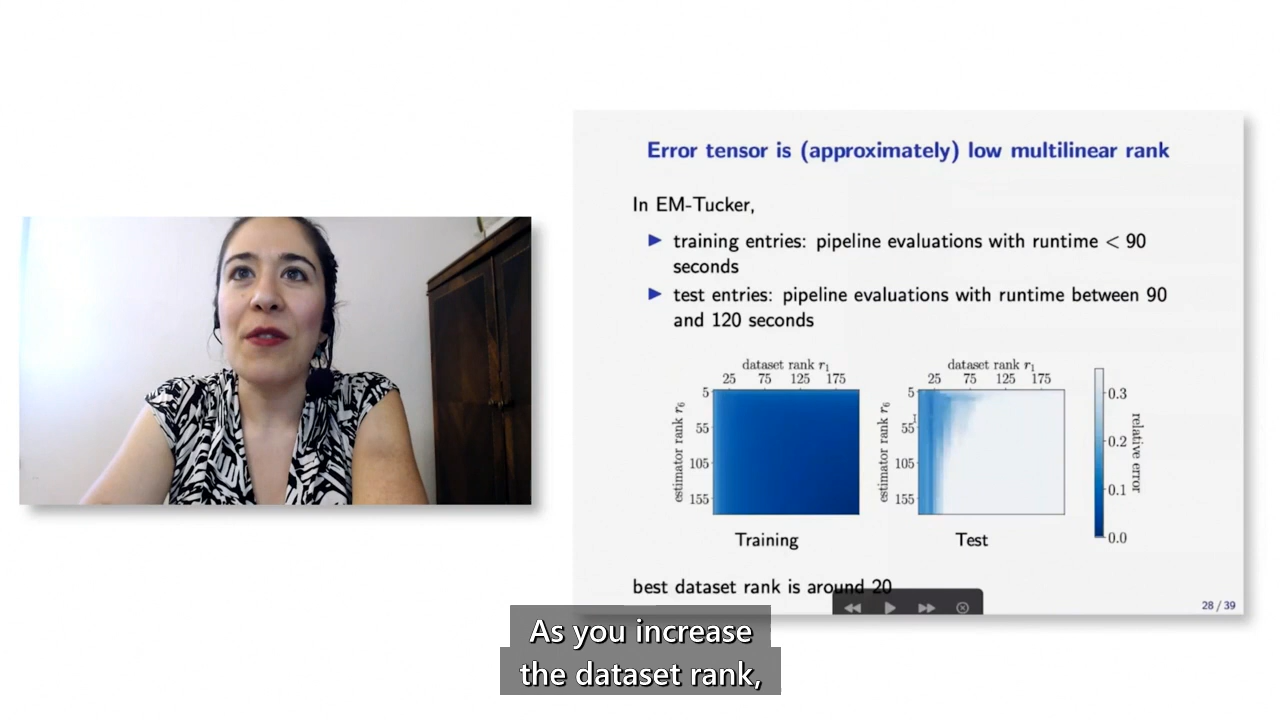 Error tensor is (approximately) low multilinear rank
In EM-Tucker,
▶ training entries: pipeline evaluations with runtime < 90
seconds
▶ test entries: pipeline evaluations with runtime between 90
and 120 seconds
dataset rank r₁
25 75 125 175
estimator rank r₆
5
55
105
155
Training
dataset rank r₁
25 75 125 175
estimator rank r₆
5
55
105
155
Test
0.3
0.2
0.1
0.0
relative error
best dataset rank is around 20
28 / 39
As you increase
the dataset rank,